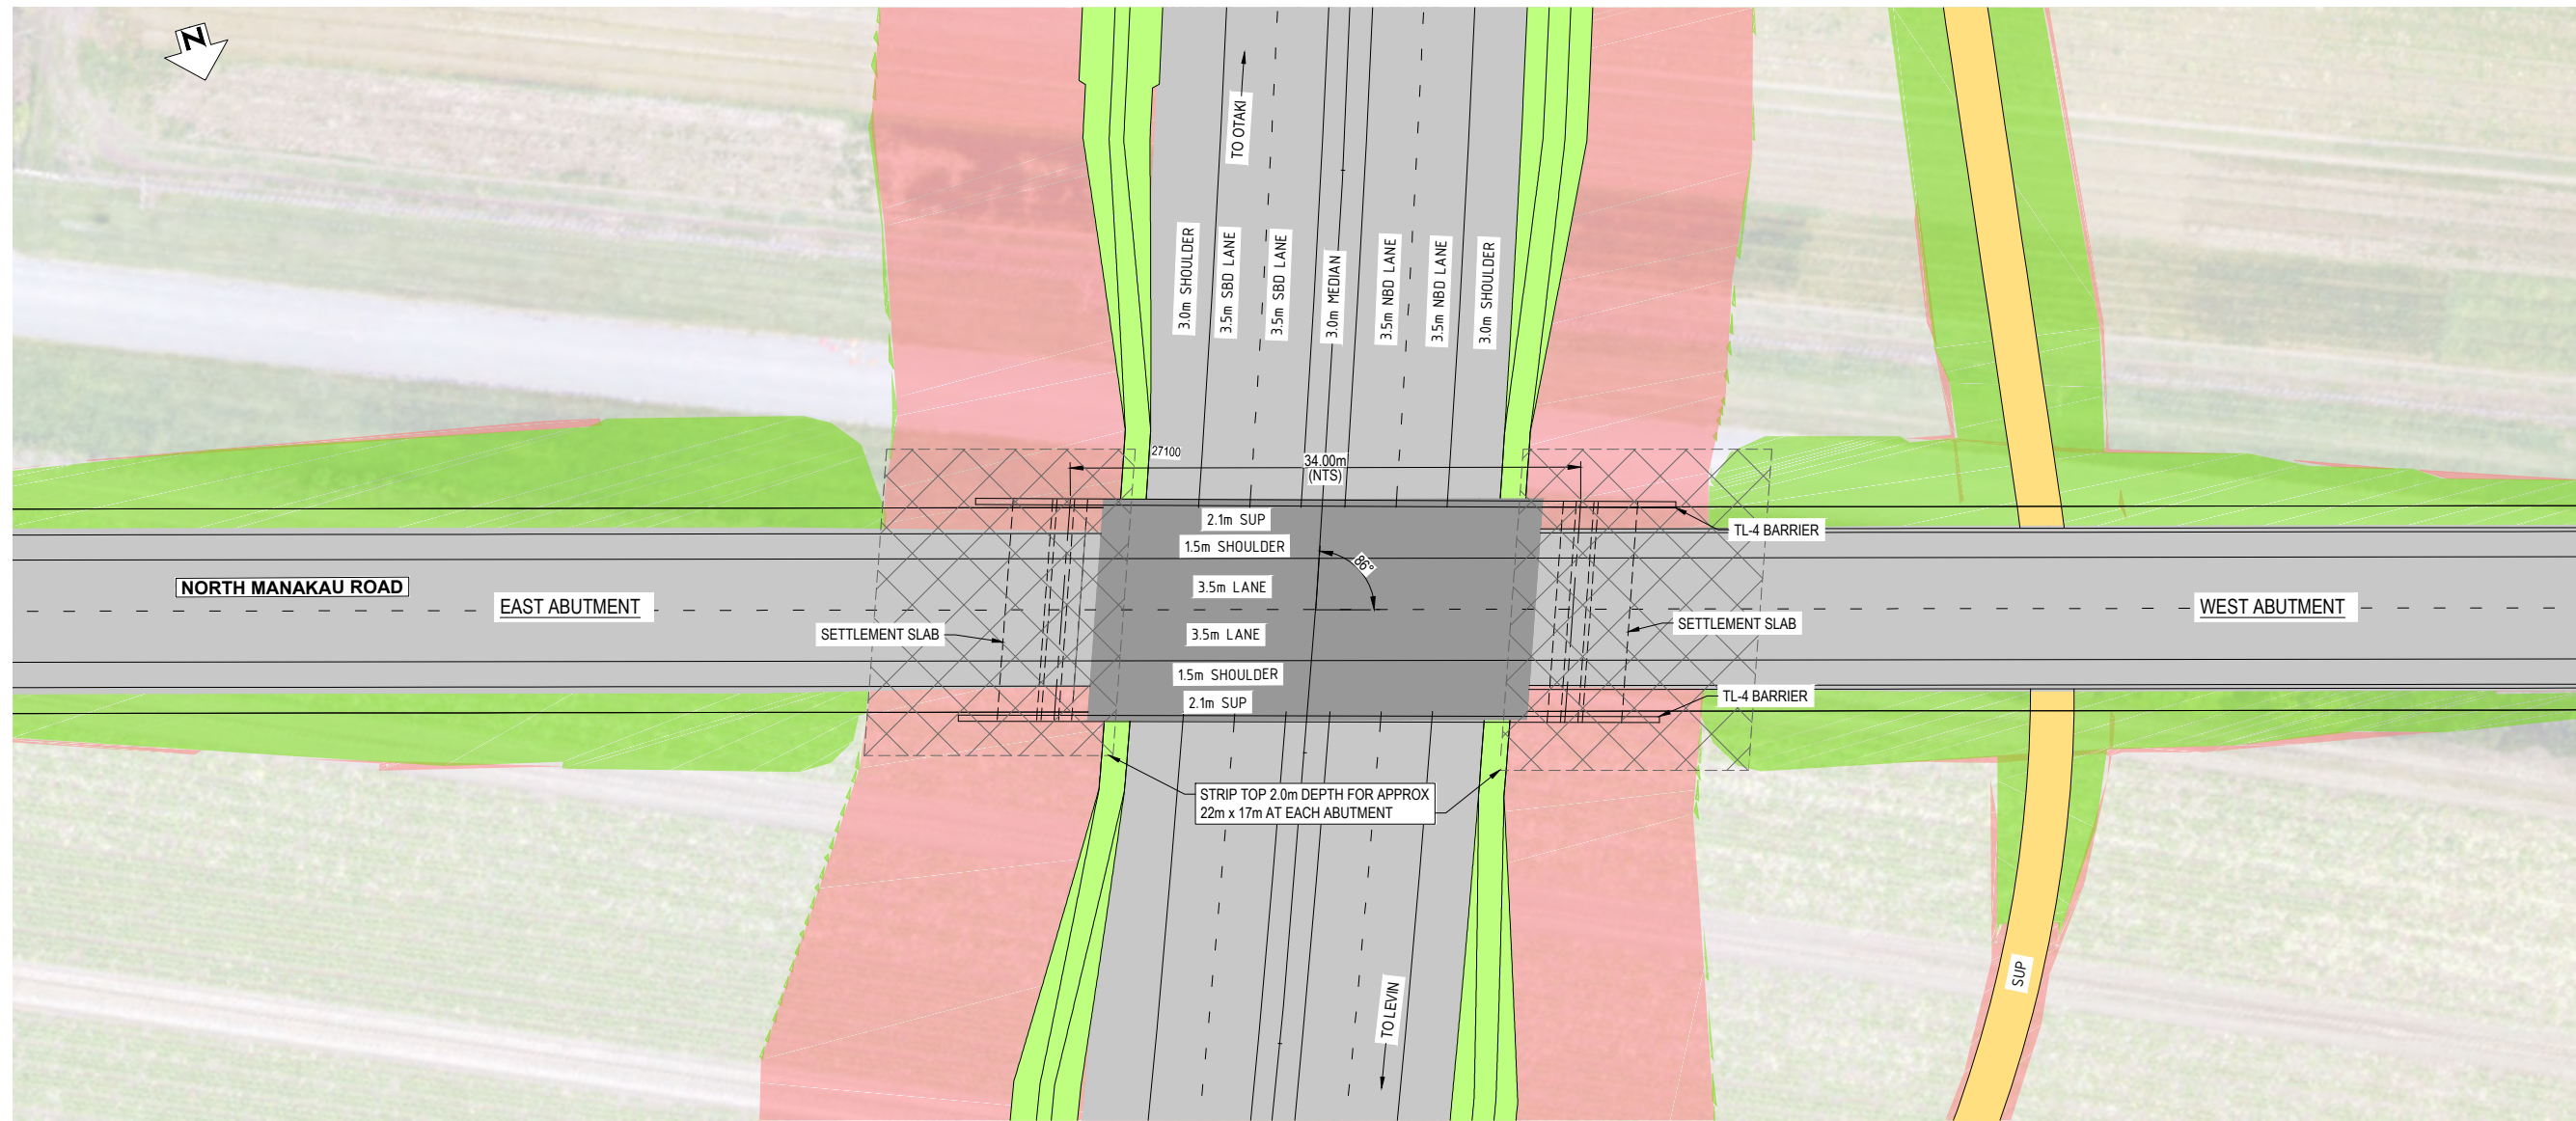 N
TO OTAKI
3.0m SHOULDER
3.5m SBD LANE
3.5m SBD LANE
3.0m MEDIAN
3.5m NBD LANE
3.5m NBD LANE
3.0m SHOULDER
27100
34.00m
(NTS)
2.1m SUP
TL-4 BARRIER
1.5m SHOULDER
86°
NORTH MANAKAU ROAD
3.5m LANE
EAST ABUTMENT
WEST ABUTMENT
SETTLEMENT SLAB
3.5m LANE
SETTLEMENT SLAB
1.5m SHOULDER
2.1m SUP
TL-4 BARRIER
STRIP TOP 2.0m DEPTH FOR APPROX
22m x 17m AT EACH ABUTMENT
SUP
TO LEVIN